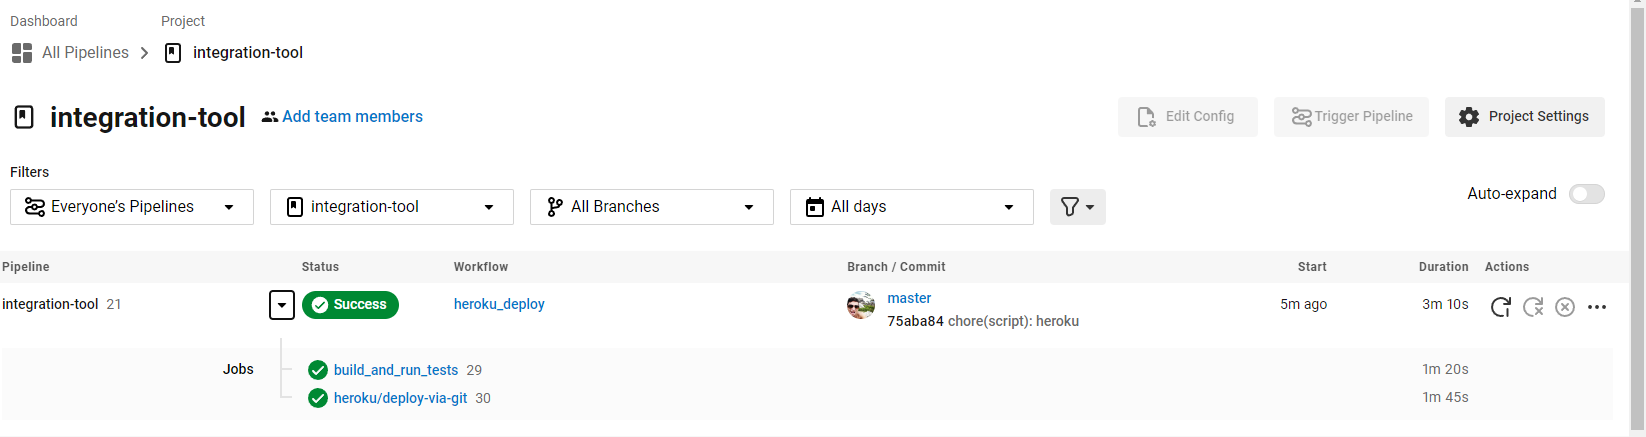 Dashboard Project
All Pipelines integration-tool
integration-tool Add team members Edit Config Trigger Pipeline Project Settings
Filters
Everyone's Pipelines integration-tool All Branches All days Auto-expand
Pipeline Status Workflow Branch / Commit Start Duration Actions
integration-tool 21 Success heroku_deploy master 5m ago 3m 10s
75aba84 chore(script): heroku
Jobs build_and_run_tests 29 1m 20s
heroku/deploy-via-git 30 1m 45s